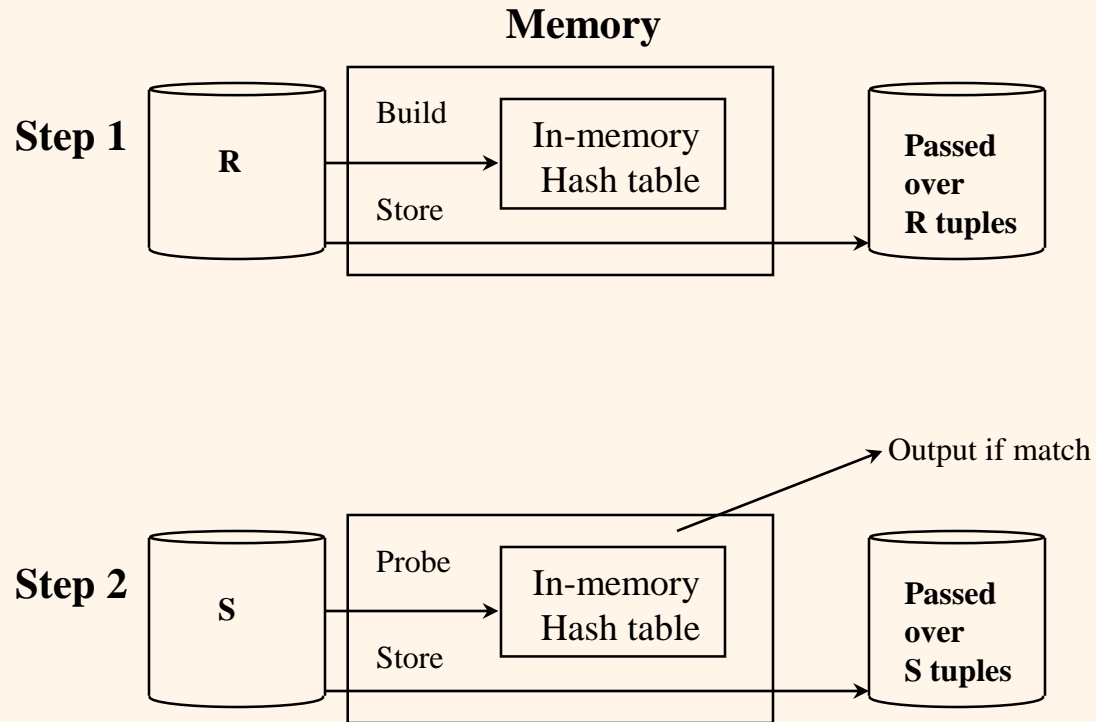 Memory
Step 1
R
Build
Store
In-memory
Hash table
Passed
over
R tuples
Output if match
Step 2
S
Probe
Store
In-memory
Hash table
Passed
over
S tuples